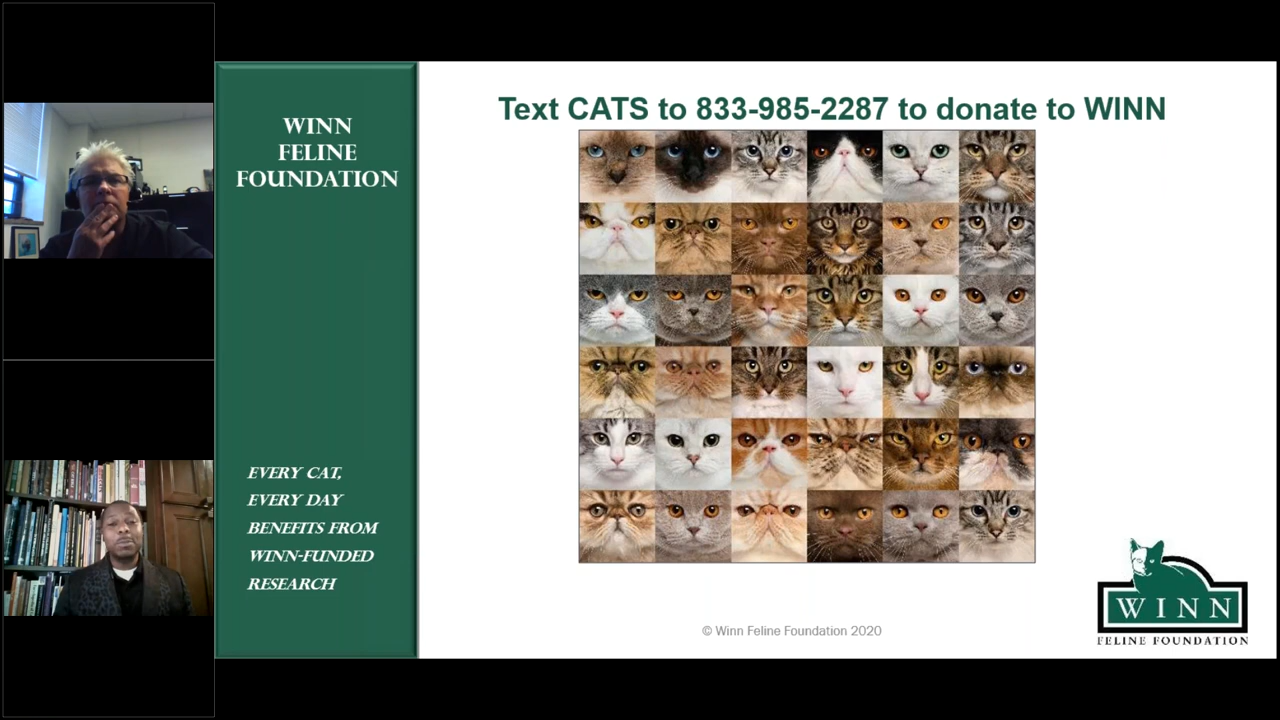 WINN
FELINE
FOUNDATION
EVERY CAT,
EVERY DAY
BENEFITS FROM
WINN-FUNDED
RESEARCH
Text CATS to 833-985-2287 to donate to WINN
© Winn Feline Foundation 2020
WINN
FELINE FOUNDATION